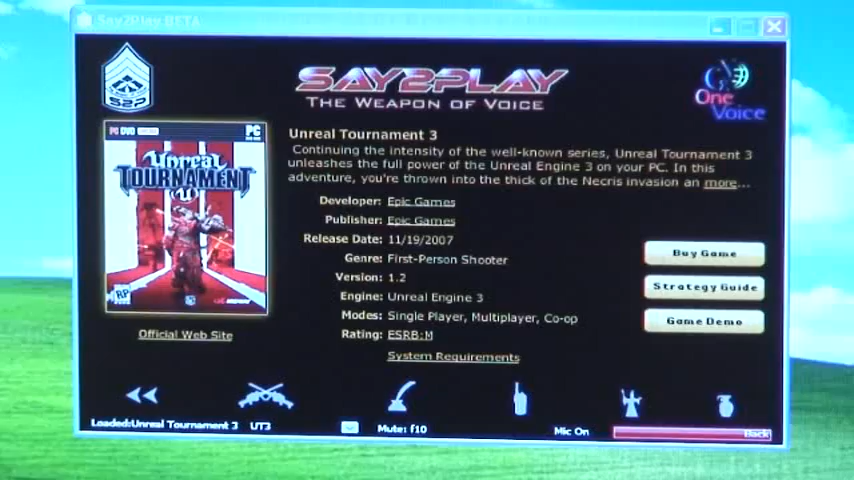 Say2Play BETA
S2P
SAY2PLAY
THE WEAPON OF VOICE
One
Voice
PC DVD
PC
Unreal
TOURNAMENT
Unreal Tournament 3
Continuing the intensity of the well-known series, Unreal Tournament 3
unleashes the full power of the Unreal Engine 3 on your PC. In this
adventure, you're thrown into the thick of the Necris invasion an more...
Developer: Epic Games
Publisher: Epic Games
Release Date: 11/19/2007
Genre: First-Person Shooter
Version: 1.2
Engine: Unreal Engine 3
Modes: Single Player, Multiplayer, Co-op
Rating: ESRB:M
System Requirements
Buy Game
Strategy Guide
Game Demo
RP
MIDWAY
Official Web Site
Loaded:Unreal Tournament 3 UT3 Mute: f10 Mic On Back